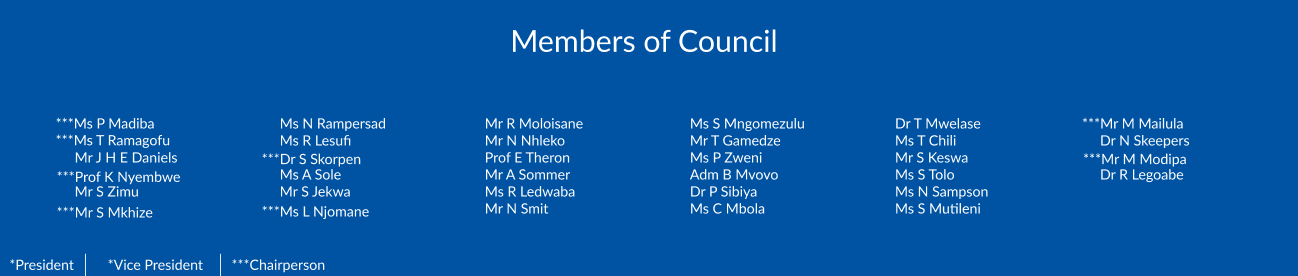 Members of Council
***Ms P Madiba
***Ms T Ramagofu
Mr J H E Daniels
***Prof K Nyembwe
Mr S Zimu
***Mr S Mkhize
Ms N Rampersad
Ms R Lesufi
***Dr S Skorpen
Ms A Sole
Mr S Jekwa
***Ms L Njomane
Mr R Moloisane
Mr N Nhleko
Prof E Theron
Mr A Sommer
Ms R Ledwaba
Mr N Smit
Ms S Mngomezulu
Mr T Gamedze
Ms P Zweni
Adm B Mvovo
Dr P Sibiya
Ms C Mbola
Dr T Mwelase
Ms T Chili
Mr S Keswa
Ms S Tolo
Ms N Sampson
Ms S Mutileni
***Mr M Mailula
Dr N Skeepers
***Mr M Modipa
Dr R Legoabe
*President
*Vice President
***Chairperson